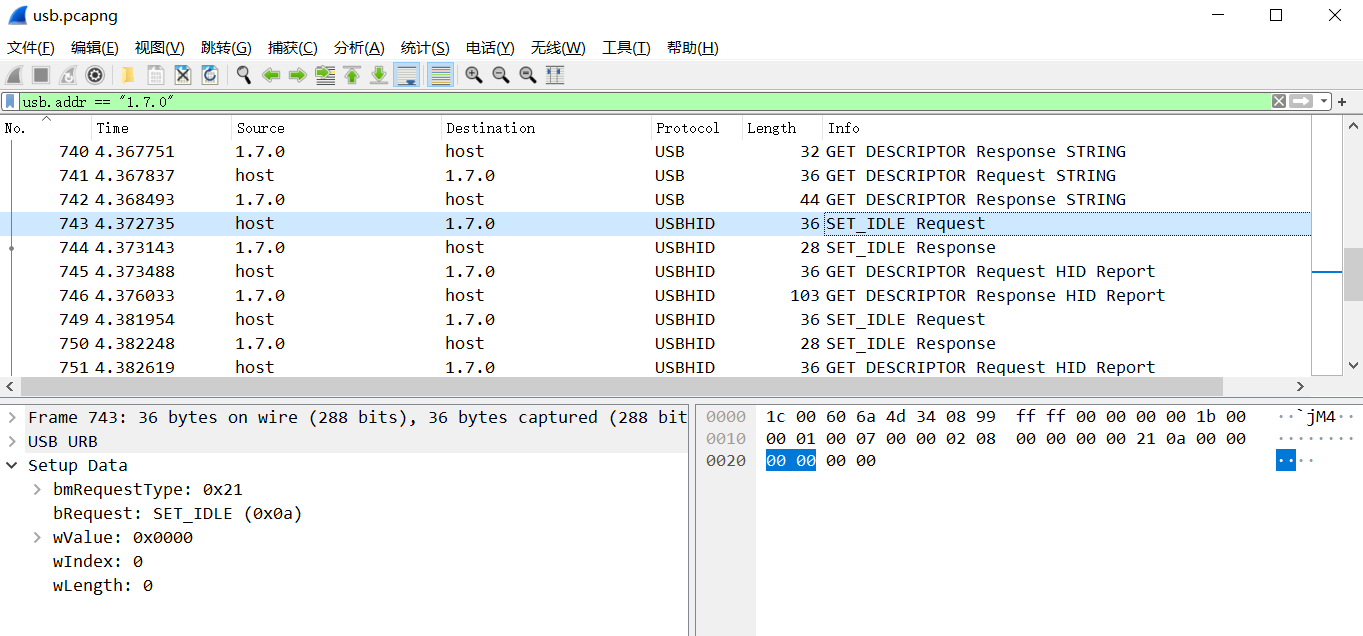 usb.pcapng
文件(F) 编辑(E) 视图(V) 跳转(G) 捕获(C) 分析(A) 统计(S) 电话(Y) 无线(W) 工具(T) 帮助(H)
usb.addr == "1.7.0"
No. Time Source Destination Protocol Length Info
740 4.367751 1.7.0 host USB 32 GET DESCRIPTOR Response STRING
741 4.367837 host 1.7.0 USB 36 GET DESCRIPTOR Request STRING
742 4.368493 1.7.0 host USB 44 GET DESCRIPTOR Response STRING
743 4.372735 host 1.7.0 USBHID 36 SET_IDLE Request
744 4.373143 1.7.0 host USBHID 28 SET_IDLE Response
745 4.373488 host 1.7.0 USBHID 36 GET DESCRIPTOR Request HID Report
746 4.376033 1.7.0 host USBHID 103 GET DESCRIPTOR Response HID Report
749 4.381954 host 1.7.0 USBHID 36 SET_IDLE Request
750 4.382248 1.7.0 host USBHID 28 SET_IDLE Response
751 4.382619 host 1.7.0 USBHID 36 GET DESCRIPTOR Request HID Report
Frame 743: 36 bytes on wire (288 bits), 36 bytes captured (288 bit
USB URB
Setup Data
bmRequestType: 0x21
bRequest: SET_IDLE (0x0a)
wValue: 0x0000
wIndex: 0
wLength: 0
0000 1c 00 60 6a 4d 34 08 99 ff ff 00 00 00 00 1b 00 ··`jM4··
0010 00 01 00 07 00 00 02 08 00 00 00 00 21 0a 00 00 ········
0020 00 00 00 00 ····